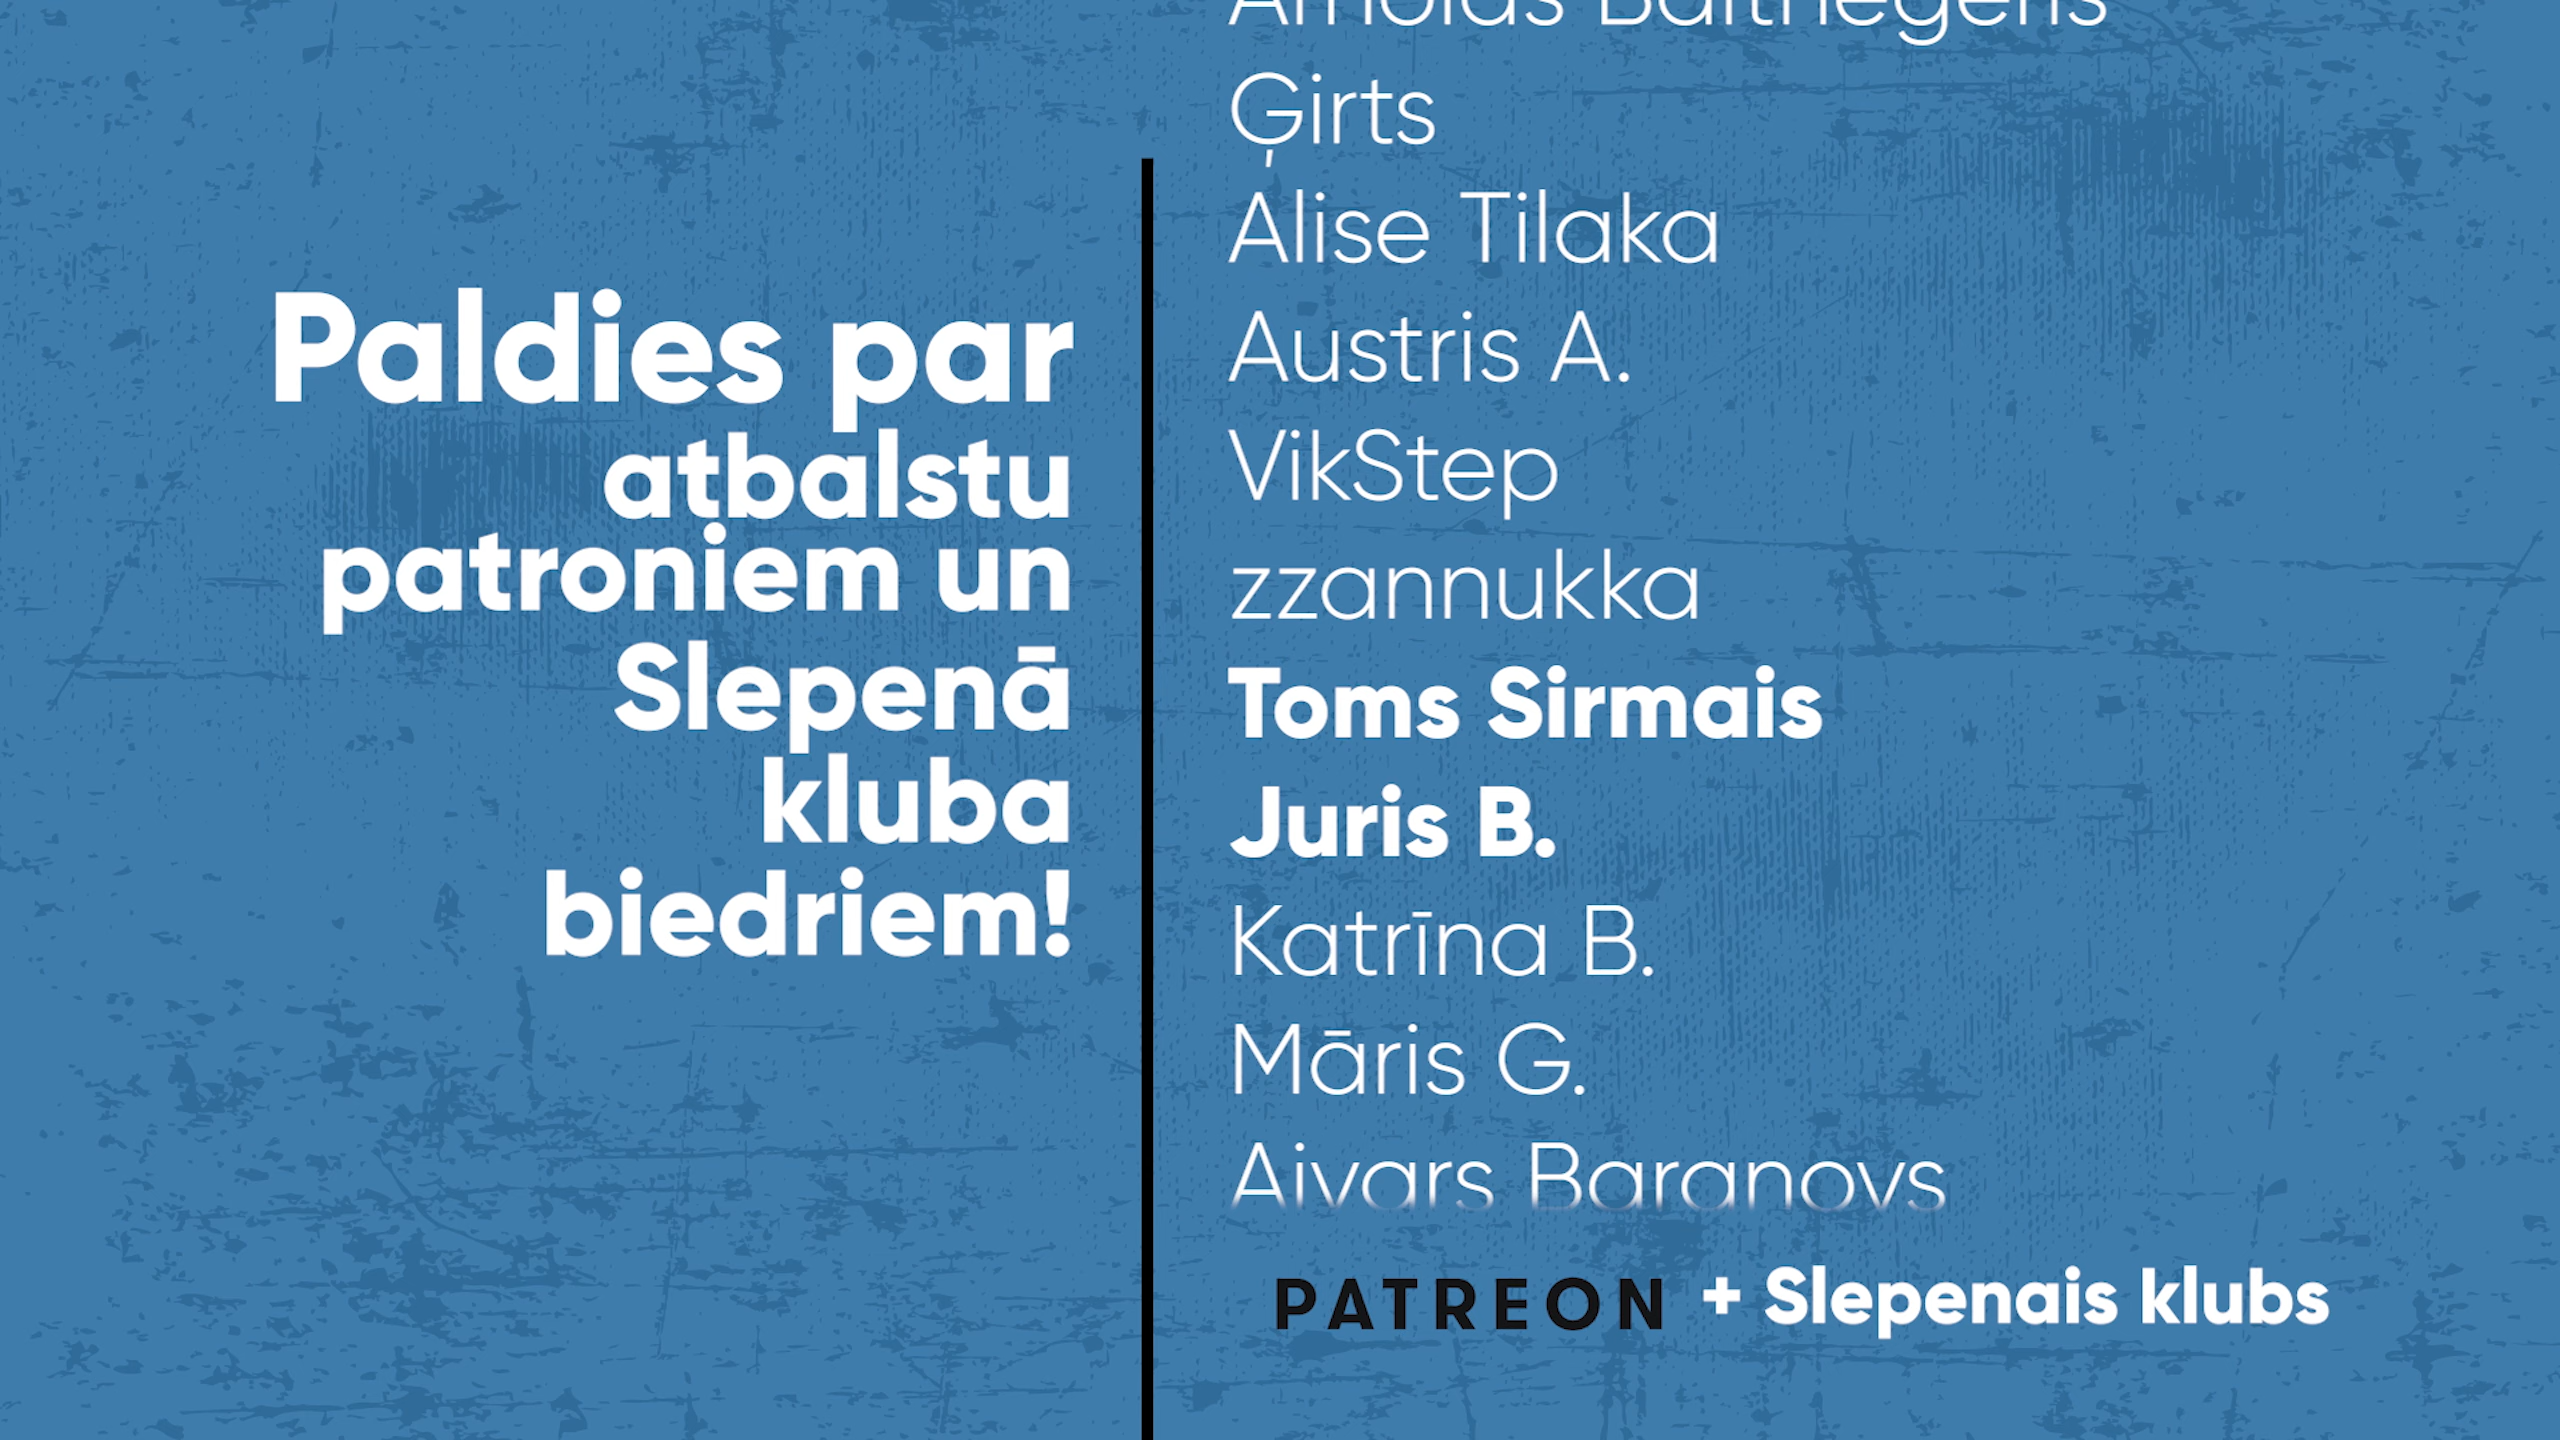 Paldies par
atbalstu
patroniem un
Slepenā
kluba
biedriem!
Ģirts
Alise Tilaka
Austris A.
VikStep
zzannukka
Toms Sirmais
Juris B.
Katrīna B.
Māris G.
Aivars Baranovs
PATREON + Slepenais klubs